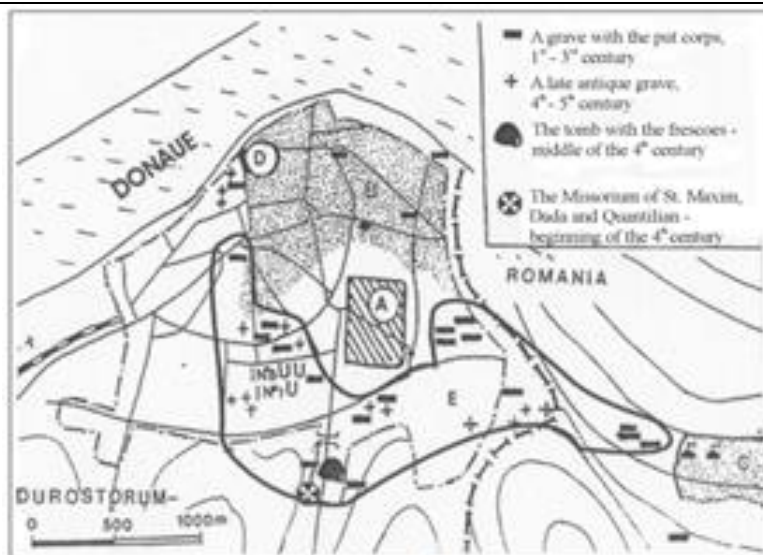 A grave with the put corps,
1st - 3rd
century
A late antique grave,
4th - 5th
century
The tomb with the frescoes -
middle of the 4th century
The Missorium of St. Maxim,
Dada and Quantilian -
beginning of the 4th century
DONAUE
D
ROMANIA
A
E
C
DUROSTORUM
0 500 1000m